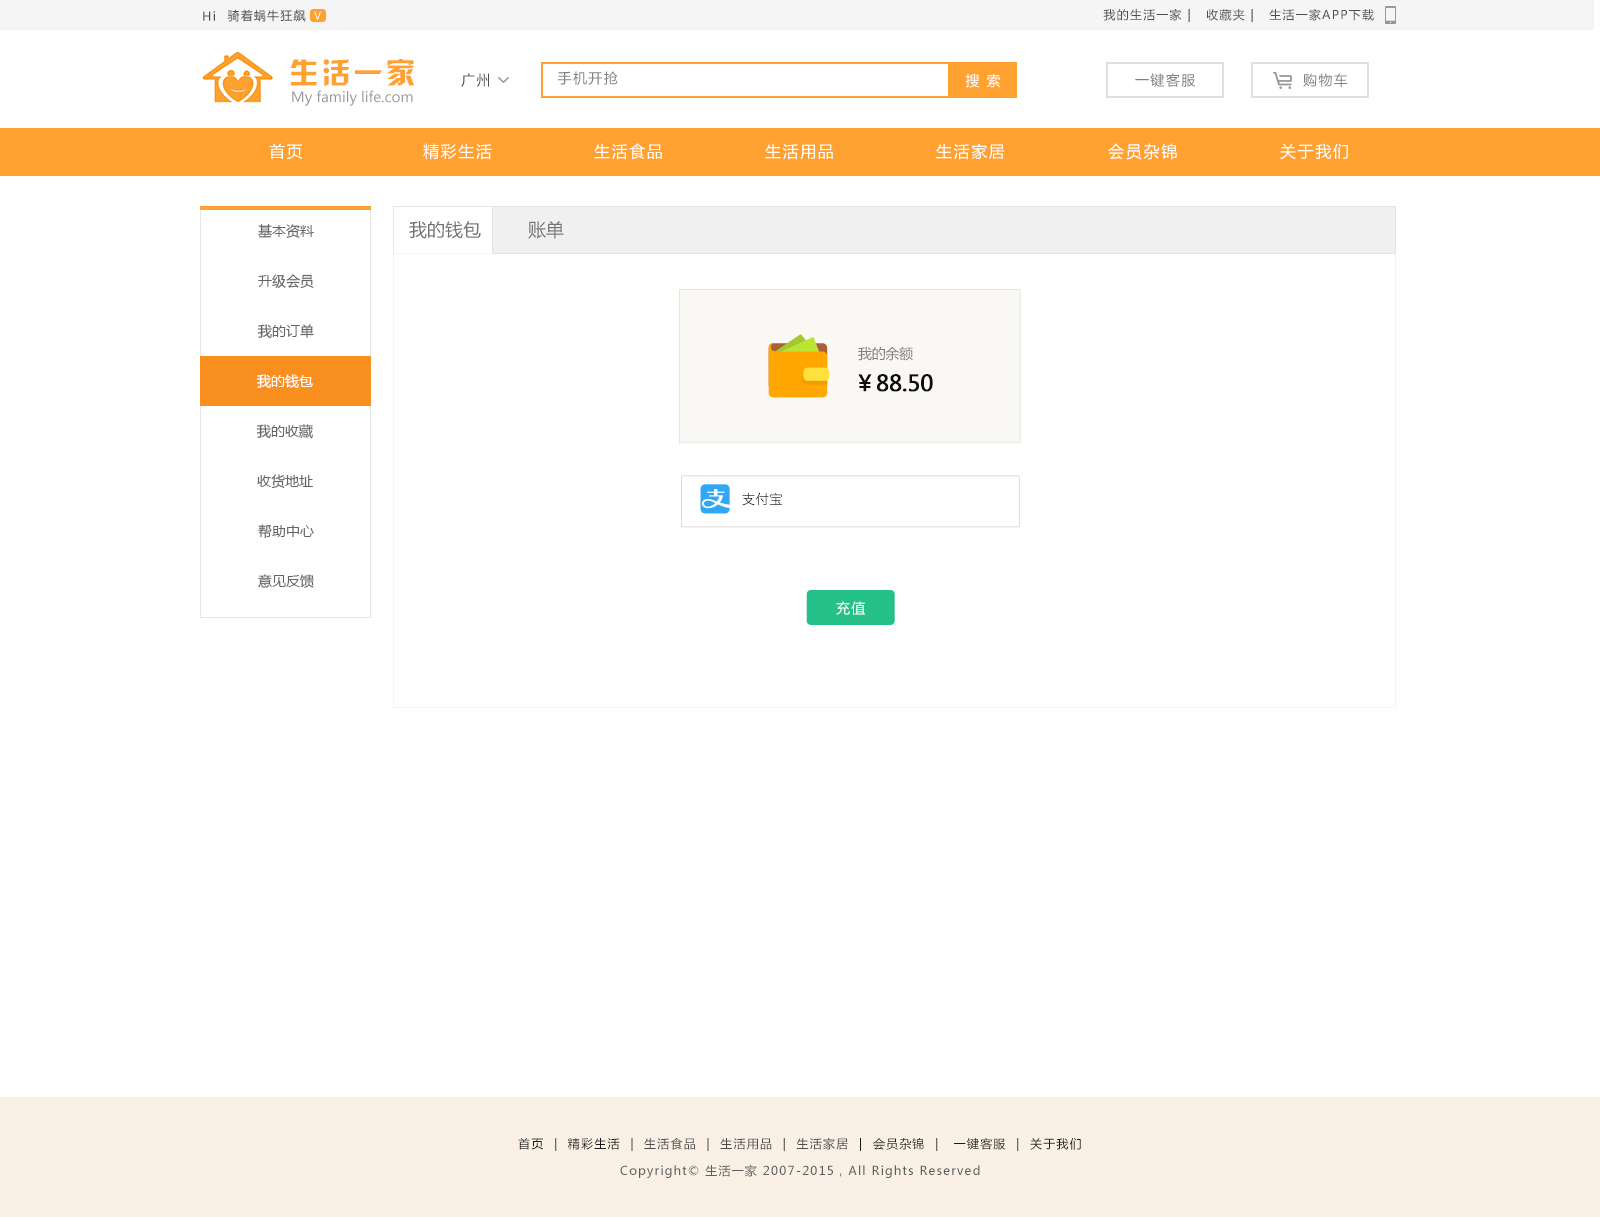 Hi 骑着蜗牛狂飙 V
我的生活一家 | 收藏夹 | 生活一家APP下载
生活一家
My family life.com
广州
手机开抢
搜 索
一键客服
购物车
首页 精彩生活 生活食品 生活用品 生活家居 会员杂锦 关于我们
基本资料
升级会员
我的订单
我的钱包
我的收藏
收货地址
帮助中心
意见反馈
我的钱包 账单
我的余额
¥ 88.50
支 支付宝
充值
首页 | 精彩生活 | 生活食品 | 生活用品 | 生活家居 | 会员杂锦 | 一键客服 | 关于我们
Copyright© 生活一家 2007-2015 , All Rights Reserved